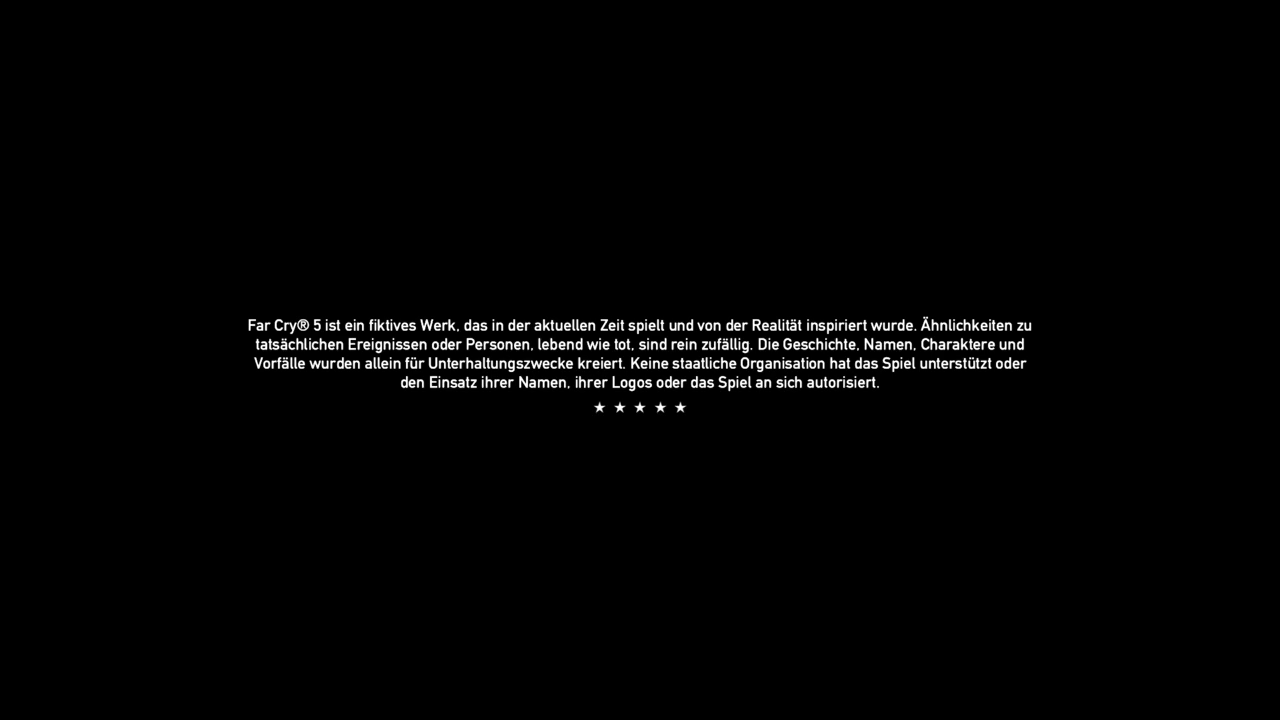 Far Cry® 5 ist ein fiktives Werk, das in der aktuellen Zeit spielt und von der Realität inspiriert wurde. Ähnlichkeiten zu
tatsächlichen Ereignissen oder Personen, lebend wie tot, sind rein zufällig. Die Geschichte, Namen, Charaktere und
Vorfälle wurden allein für Unterhaltungszwecke kreiert. Keine staatliche Organisation hat das Spiel unterstützt oder
den Einsatz ihrer Namen, ihrer Logos oder das Spiel an sich autorisiert.
★ ★ ★ ★ ★